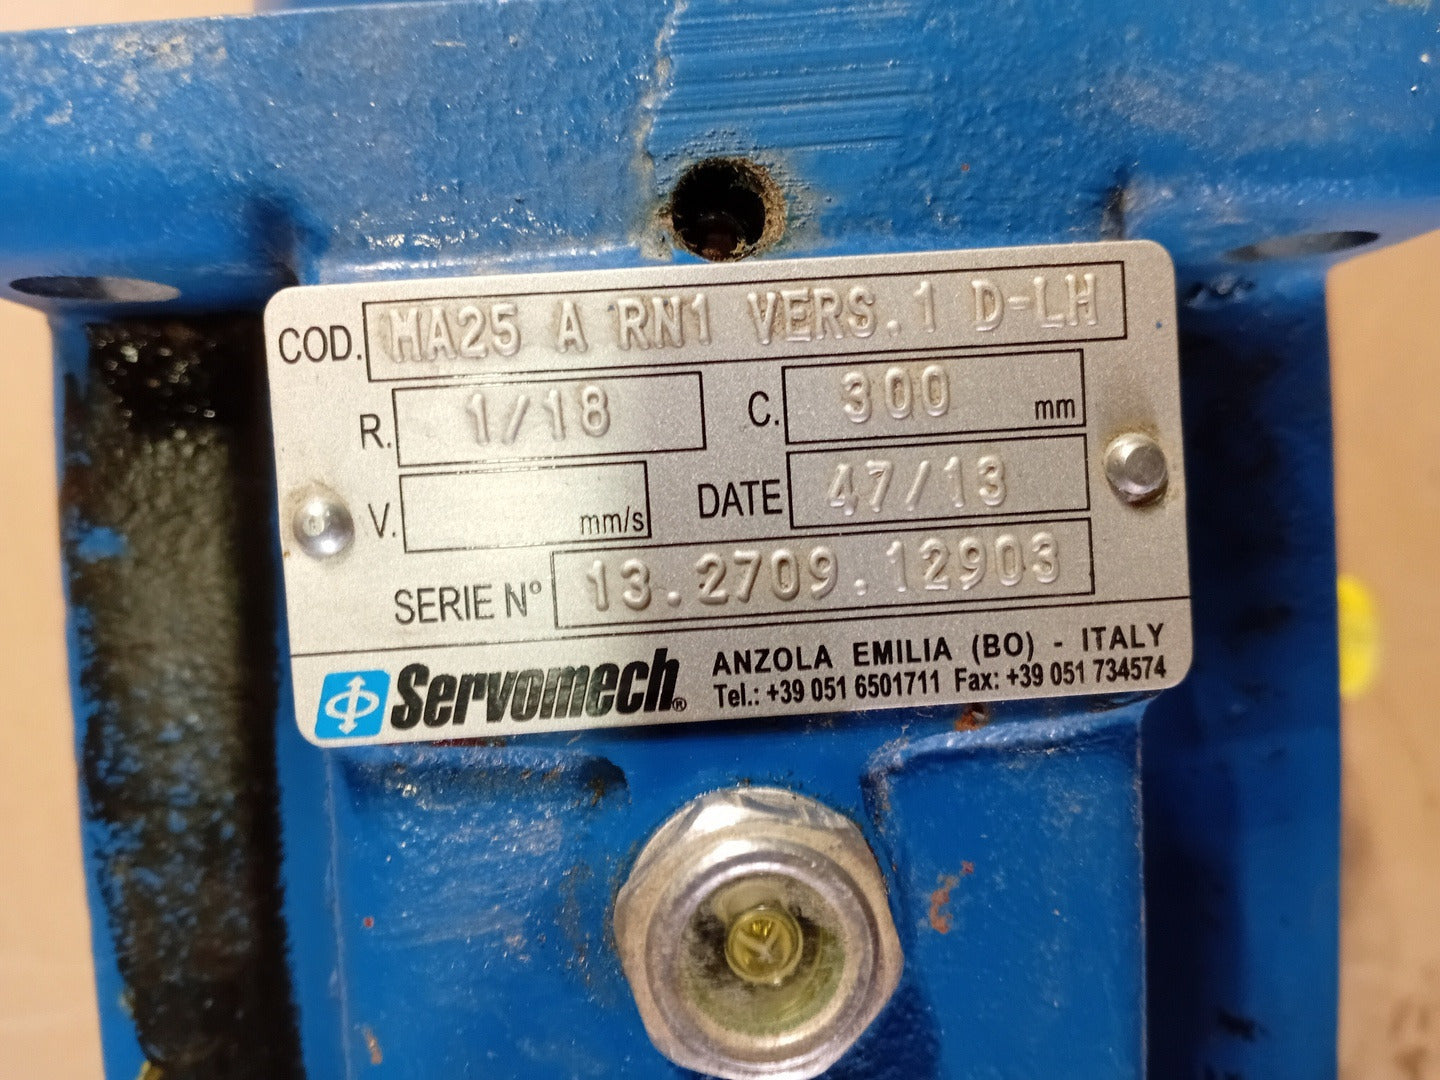 COD. MA25 A RN1 VERS.1 D-LH
R. 1/18 C. 300 mm
V. mm/s DATE 47/13
SERIE N° 13.2709.12903
Servomech® ANZOLA EMILIA (BO) - ITALY
Tel.: +39 051 6501711 Fax: +39 051 734574